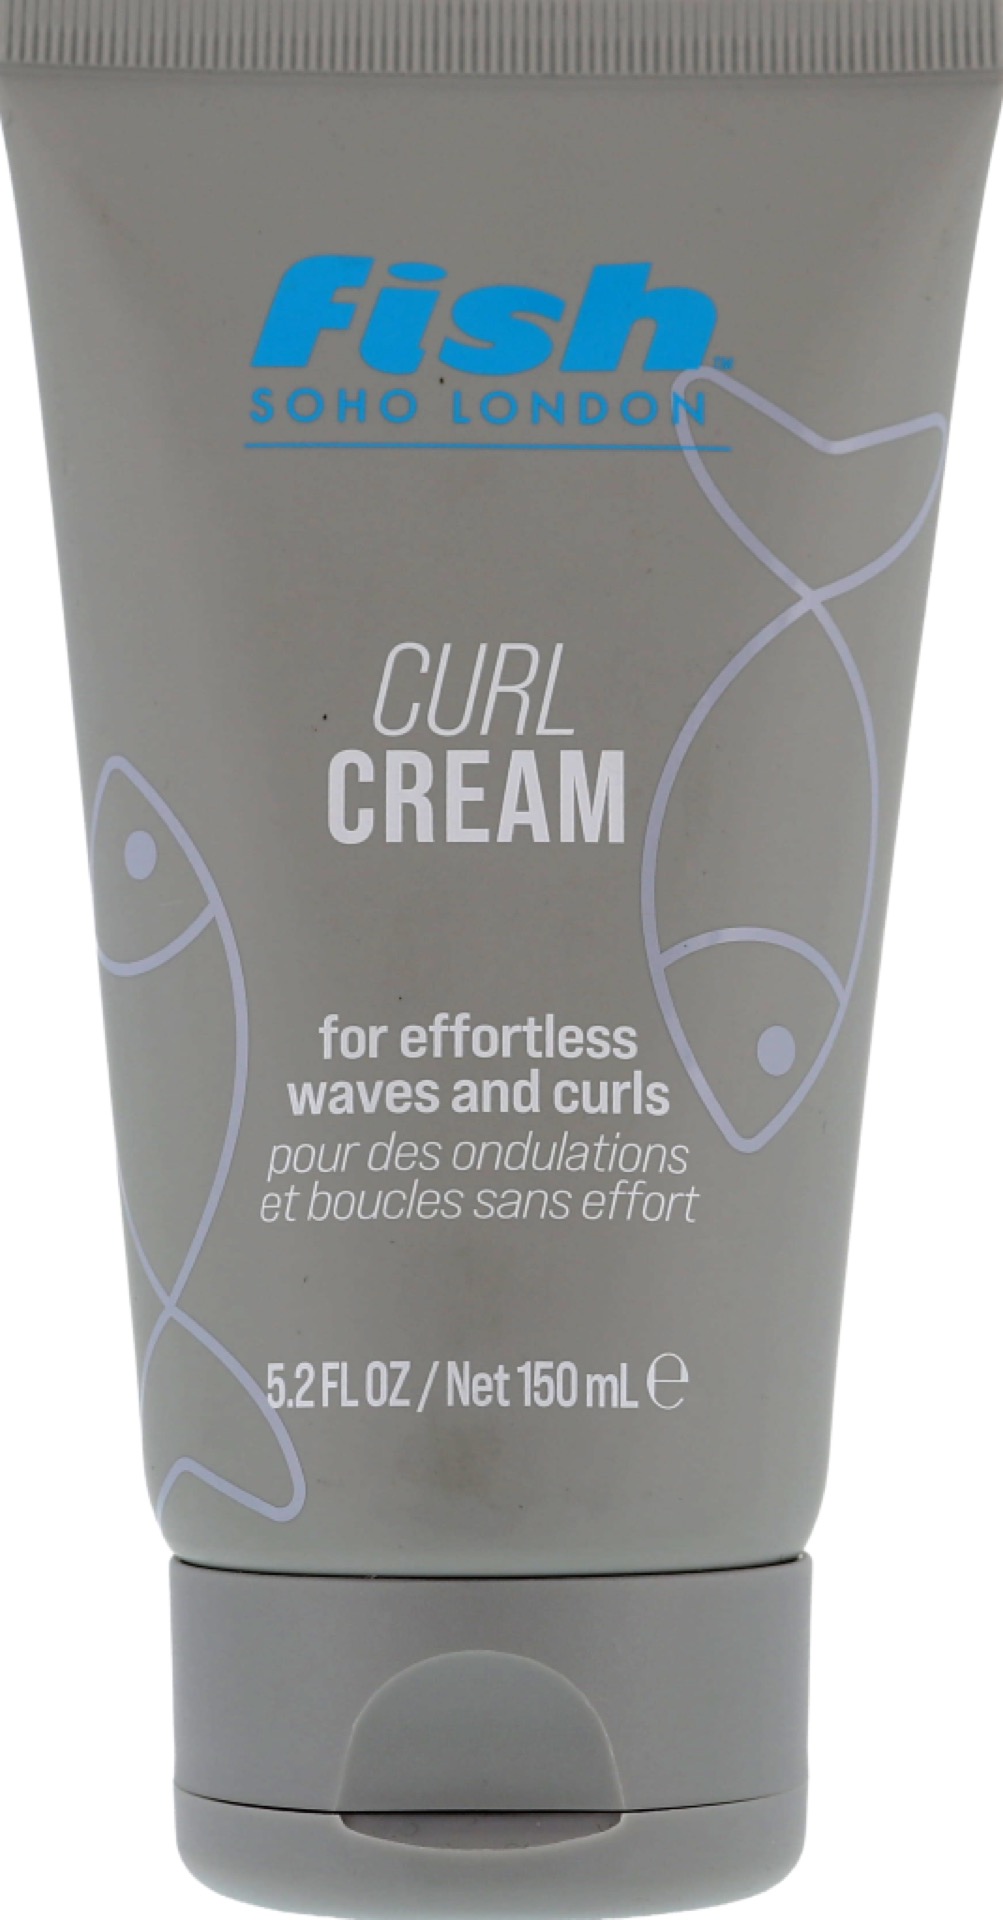 fish™
SOHO LONDON
CURL
CREAM
for effortless
waves and curls
pour des ondulations
et boucles sans effort
5.2 FL OZ / Net 150 mL ℮